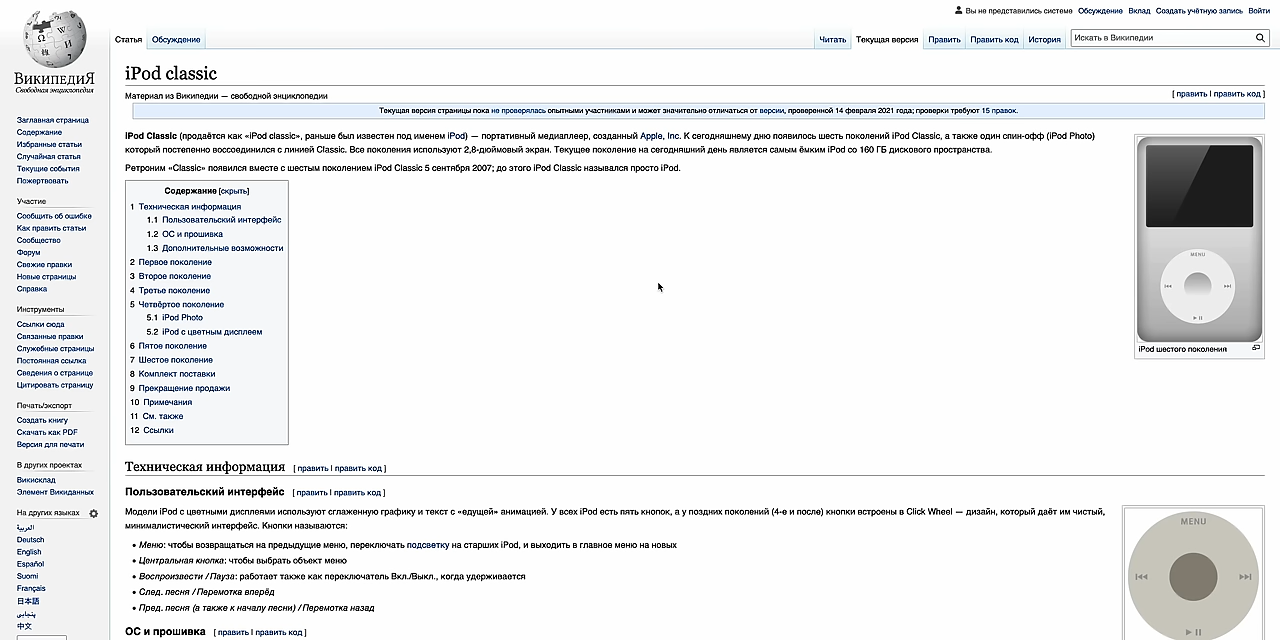 Вы не представились системе Обсуждение Вклад Создать учётную запись Войти
Статья Обсуждение Читать Текущая версия Править Править код История Искать в Википедии
ВикипедиЯ
Свободная энциклопедия
Заглавная страница
Содержание
Избранные статьи
Случайная статья
Текущие события
Пожертвовать
Участие
Сообщить об ошибке
Как править статьи
Сообщество
Форум
Свежие правки
Новые страницы
Справка
Инструменты
Ссылки сюда
Связанные правки
Служебные страницы
Постоянная ссылка
Сведения о странице
Цитировать страницу
Печать/экспорт
Создать книгу
Скачать как PDF
Версия для печати
В других проектах
Викисклад
Элемент Викиданных
На других языках
العربية
Deutsch
English
Español
Suomi
Français
日本語
پنجابی
中文
iPod classic
Материал из Википедии — свободной энциклопедии
[ править | править код ]
Текущая версия страницы пока не проверялась опытными участниками и может значительно отличаться от версии, проверенной 14 февраля 2021 года; проверки требуют 15 правок.
iPod Classic (продаётся как «iPod classic», раньше был известен под именем iPod) — портативный медиаплеер, созданный Apple, Inc. К сегодняшнему дню появилось шесть поколений iPod Classic, а также один спин-офф (iPod Photo)
который постепенно воссоединился с линией Classic. Все поколения используют 2,8-дюймовый экран. Текущее поколение на сегодняшний день является самым ёмким iPod со 160 ГБ дискового пространства.
Ретроним «Classic» появился вместе с шестым поколением iPod Classic 5 сентября 2007; до этого iPod Classic назывался просто iPod.
Содержание [скрыть]
1 Техническая информация
1.1 Пользовательский интерфейс
1.2 ОС и прошивка
1.3 Дополнительные возможности
2 Первое поколение
3 Второе поколение
4 Третье поколение
5 Четвёртое поколение
5.1 iPod Photo
5.2 iPod с цветным дисплеем
6 Пятое поколение
7 Шестое поколение
8 Комплект поставки
9 Прекращение продажи
10 Примечания
11 См. также
12 Ссылки
MENU
iPod шестого поколения
Техническая информация [ править | править код ]
Пользовательский интерфейс [ править | править код ]
Модели iPod с цветными дисплеями используют сглаженную графику и текст с «едущей» анимацией. У всех iPod есть пять кнопок, а у поздних поколений (4-е и после) кнопки встроены в Click Wheel — дизайн, который даёт им чистый,
минималистический интерфейс. Кнопки называются:
• Меню: чтобы возвращаться на предыдущие меню, переключать подсветку на старших iPod, и выходить в главное меню на новых
• Центральная кнопка: чтобы выбрать объект меню
• Воспроизвести / Пауза: работает также как переключатель Вкл./Выкл., когда удерживается
• След. песня / Перемотка вперёд
• Пред. песня (а также к началу песни) / Перемотка назад
MENU
ОС и прошивка [ править | править код ]